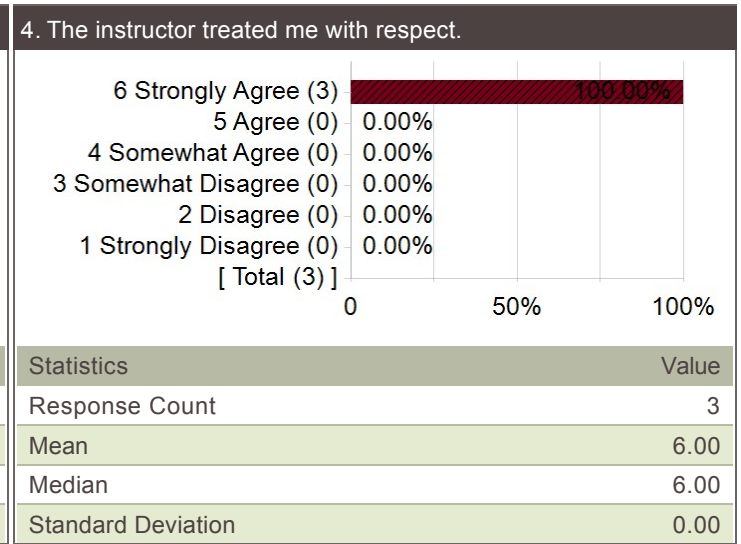 4. The instructor treated me with respect.
6 Strongly Agree (3) 100.00%
5 Agree (0) 0.00%
4 Somewhat Agree (0) 0.00%
3 Somewhat Disagree (0) 0.00%
2 Disagree (0) 0.00%
1 Strongly Disagree (0) 0.00%
[ Total (3) ]
0 50% 100%
Statistics Value
Response Count 3
Mean 6.00
Median 6.00
Standard Deviation 0.00